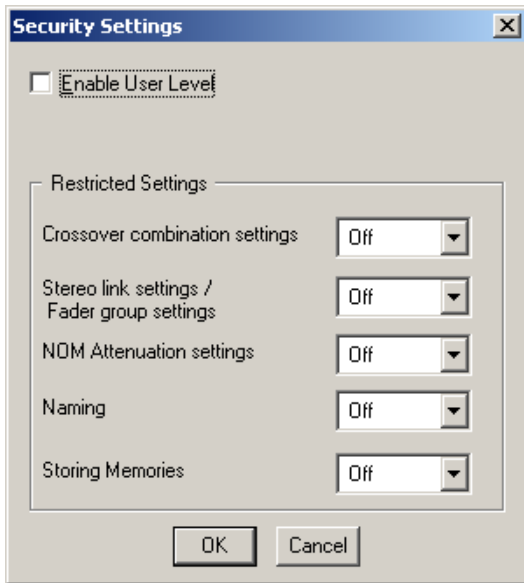 Security Settings
Enable User Level
Restricted Settings
Crossover combination settings
Off
Stereo link settings /
Fader group settings
Off
NOM Attenuation settings
Off
Naming
Off
Storing Memories
Off
OK
Cancel